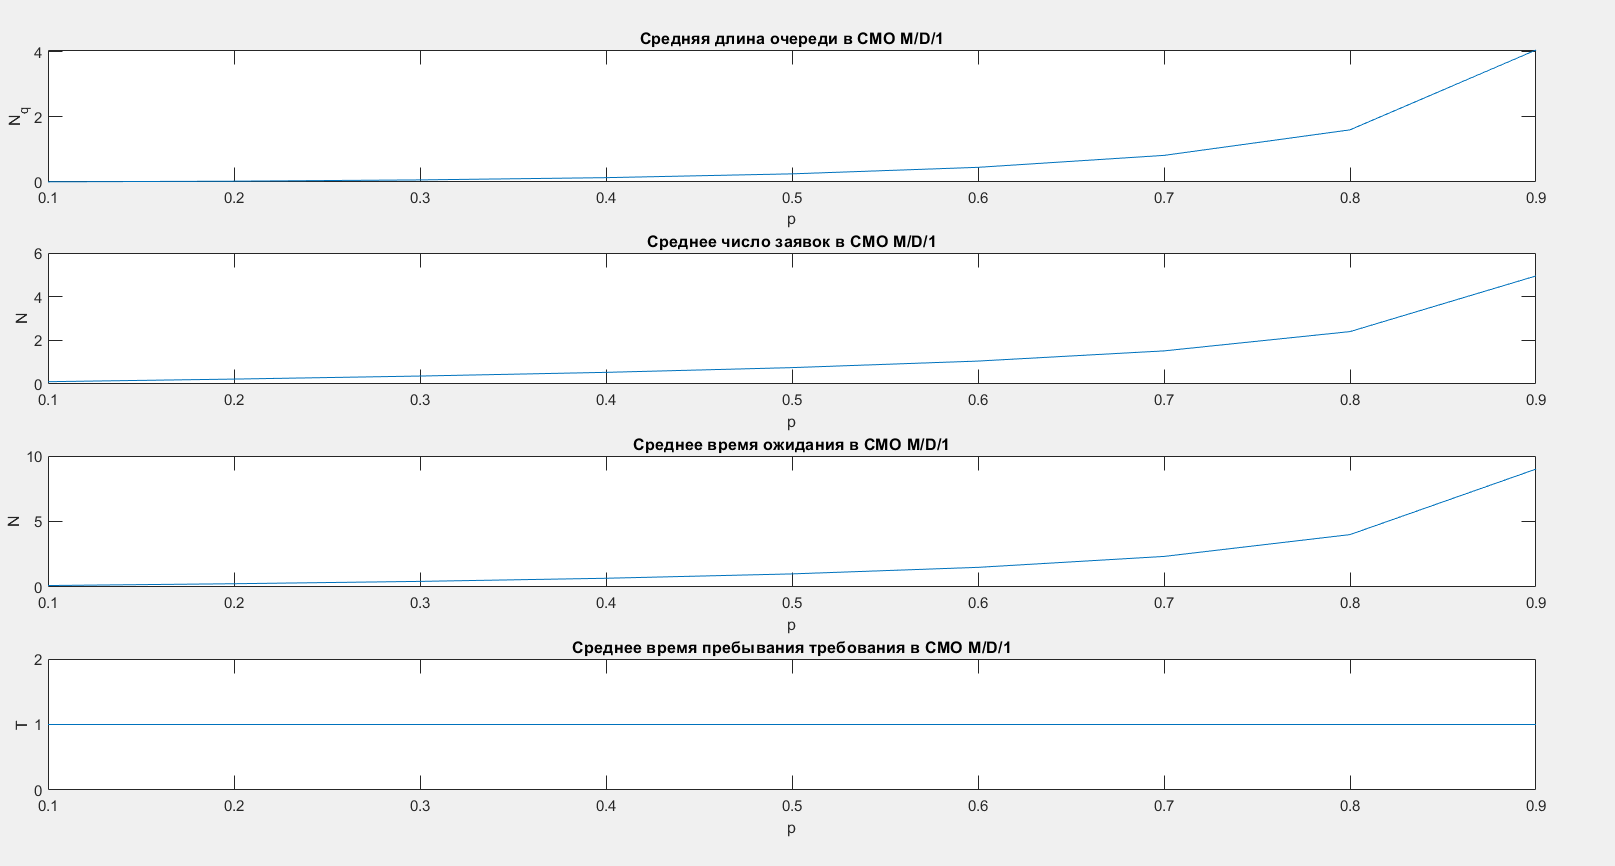 Средняя длина очереди в СМО M/D/1
4
2
0
N_q
0.1 0.2 0.3 0.4 0.5 0.6 0.7 0.8 0.9
p
Среднее число заявок в СМО M/D/1
6
4
2
0
N
0.1 0.2 0.3 0.4 0.5 0.6 0.7 0.8 0.9
p
Среднее время ожидания в СМО M/D/1
10
5
0
N
0.1 0.2 0.3 0.4 0.5 0.6 0.7 0.8 0.9
p
Среднее время пребывания требования в СМО M/D/1
2
1
0
T
0.1 0.2 0.3 0.4 0.5 0.6 0.7 0.8 0.9
p